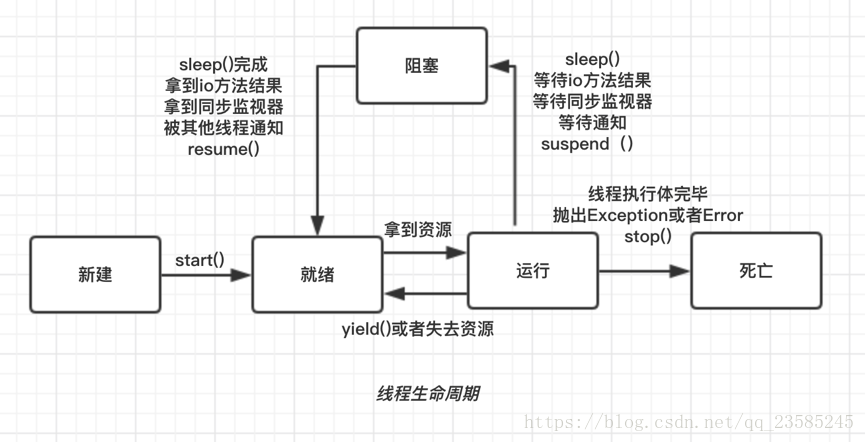 阻塞
sleep()完成
拿到io方法结果
拿到同步监视器
被其他线程通知
resume()
sleep()
等待io方法结果
等待同步监视器
等待通知
suspend（）
线程执行体完毕
抛出Exception或者Error
stop()
新建
start()
就绪
拿到资源
运行
死亡
yield()或者失去资源
线程生命周期
https://blog.csdn.net/qq_23585245